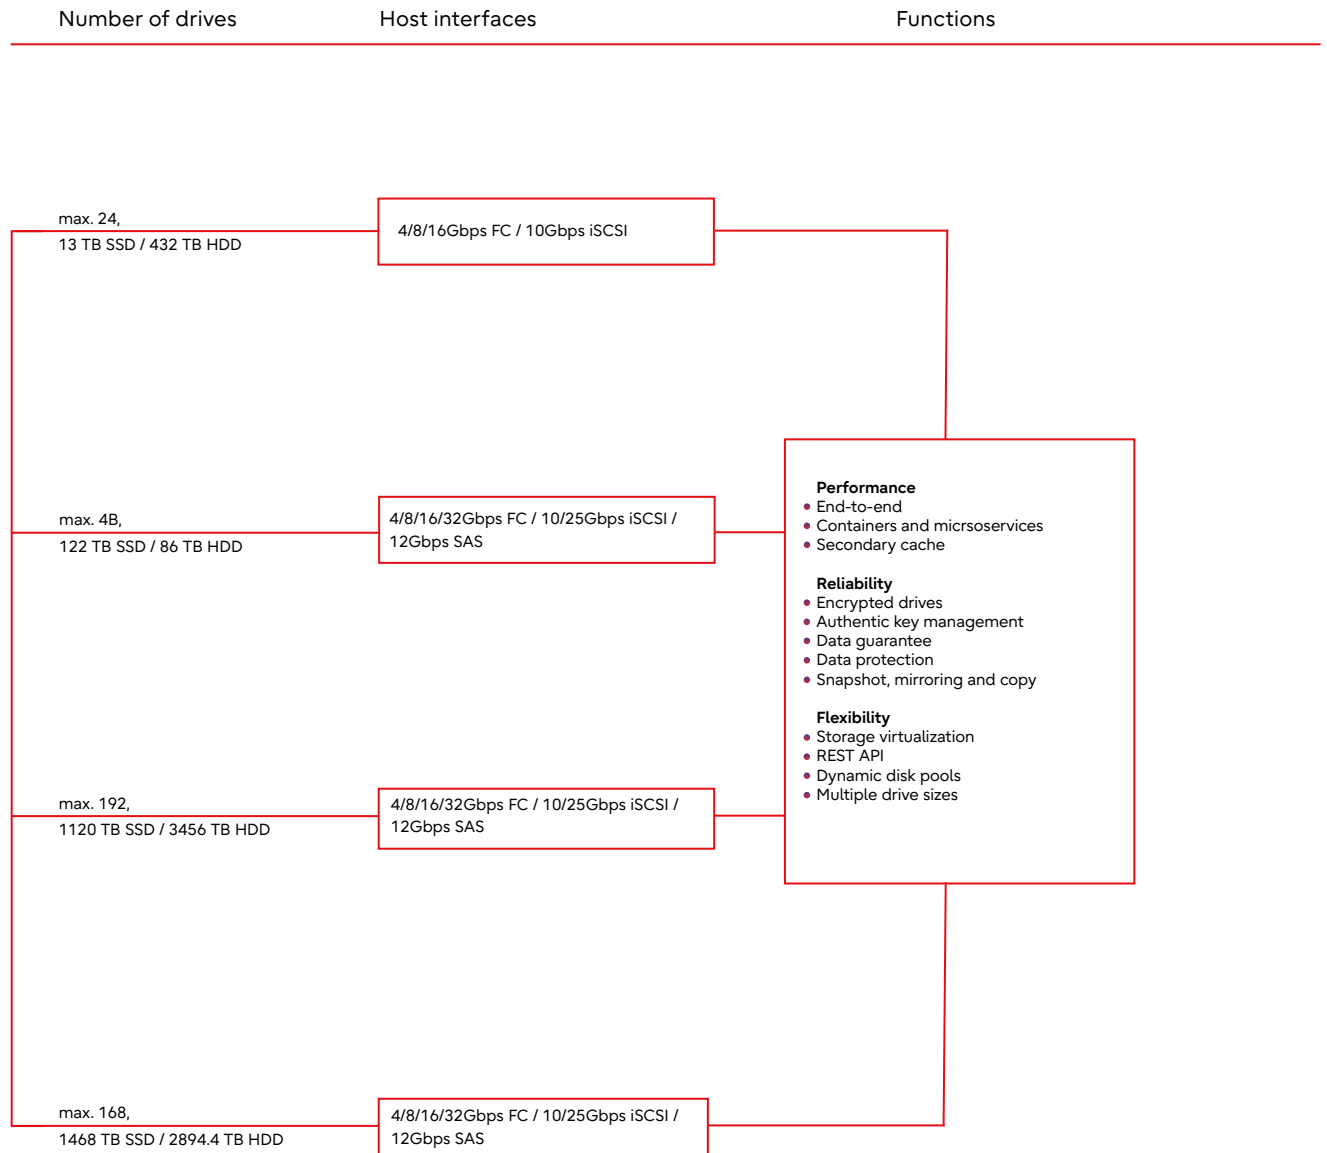 Number of drives
Host interfaces
Functions
max. 24,
13 TB SSD / 432 TB HDD
4/8/16Gbps FC / 10Gbps iSCSI
max. 4B,
122 TB SSD / 86 TB HDD
4/8/16/32Gbps FC / 10/25Gbps iSCSI /
12Gbps SAS
Performance
• End-to-end
• Containers and micrsoservices
• Secondary cache
Reliability
• Encrypted drives
• Authentic key management
• Data guarantee
• Data protection
• Snapshot, mirroring and copy
Flexibility
• Storage virtualization
• REST API
• Dynamic disk pools
• Multiple drive sizes
max. 192,
1120 TB SSD / 3456 TB HDD
4/8/16/32Gbps FC / 10/25Gbps iSCSI /
12Gbps SAS
max. 168,
1468 TB SSD / 2894.4 TB HDD
4/8/16/32Gbps FC / 10/25Gbps iSCSI /
12Gbps SAS